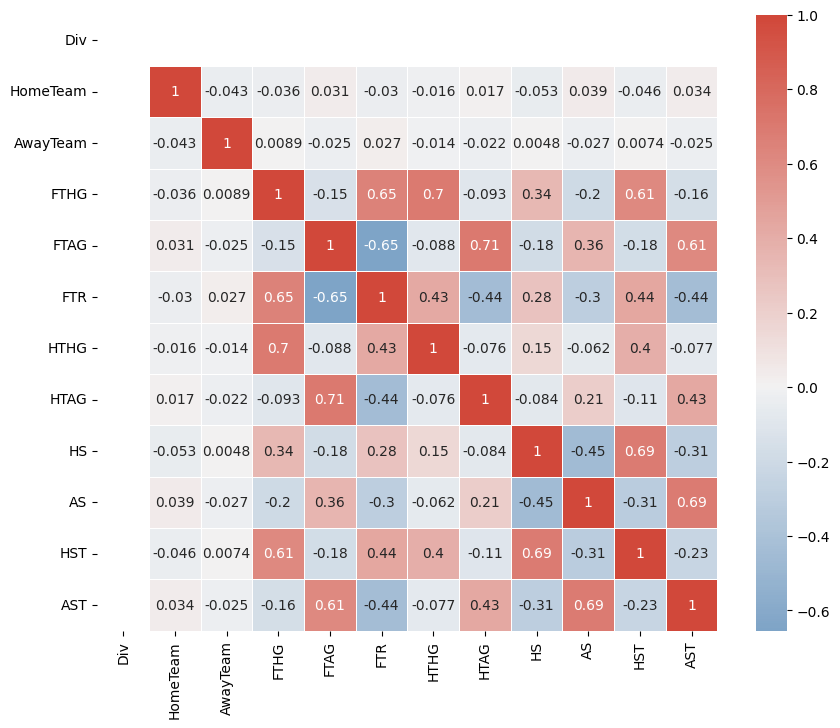 1.0
Div
HomeTeam 1 -0.043 -0.036 0.031 -0.03 -0.016 0.017 -0.053 0.039 -0.046 0.034
0.8
AwayTeam -0.043 1 0.0089 -0.025 0.027 -0.014 -0.022 0.0048 -0.027 0.0074 -0.025
0.6
FTHG -0.036 0.0089 1 -0.15 0.65 0.7 -0.093 0.34 -0.2 0.61 -0.16
0.4
FTAG 0.031 -0.025 -0.15 1 -0.65 -0.088 0.71 -0.18 0.36 -0.18 0.61
0.2
FTR -0.03 0.027 0.65 -0.65 1 0.43 -0.44 0.28 -0.3 0.44 -0.44
HTHG -0.016 -0.014 0.7 -0.088 0.43 1 -0.076 0.15 -0.062 0.4 -0.077
0.0
HTAG 0.017 -0.022 -0.093 0.71 -0.44 -0.076 1 -0.084 0.21 -0.11 0.43
HS -0.053 0.0048 0.34 -0.18 0.28 0.15 -0.084 1 -0.45 0.69 -0.31
−0.2
AS 0.039 -0.027 -0.2 0.36 -0.3 -0.062 0.21 -0.45 1 -0.31 0.69
−0.4
HST -0.046 0.0074 0.61 -0.18 0.44 0.4 -0.11 0.69 -0.31 1 -0.23
AST 0.034 -0.025 -0.16 0.61 -0.44 -0.077 0.43 -0.31 0.69 -0.23 1
−0.6
Div HomeTeam AwayTeam FTHG FTAG FTR HTHG HTAG HS AS HST AST